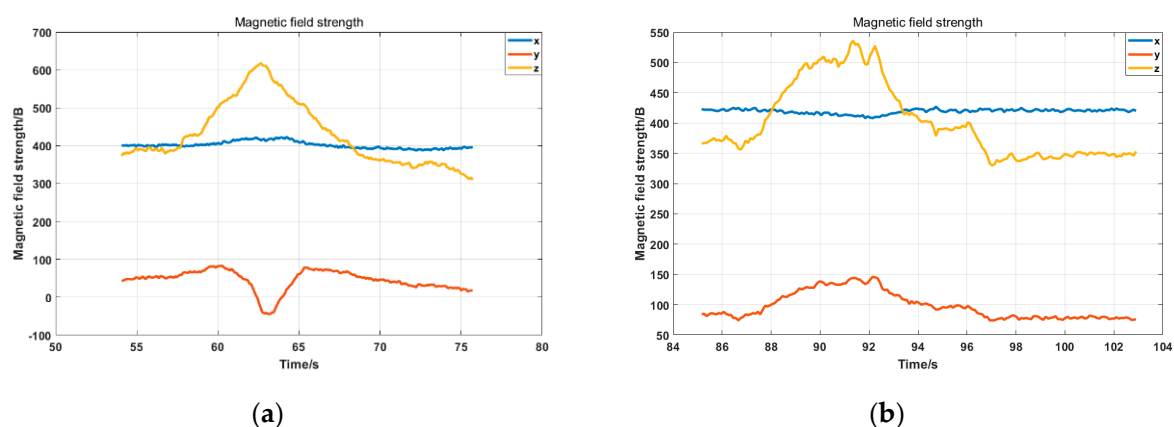 Magnetic field strength
700
600
500
400
300
200
100
0
-100
Magnetic field strength/B
x
y
z
50
55
60
65
70
75
80
Time/s
(a)
Magnetic field strength
550
500
450
400
350
300
250
200
150
100
50
Magnetic field strength/B
x
y
z
84
86
88
90
92
94
96
98
100
102
104
Time/s
(b)